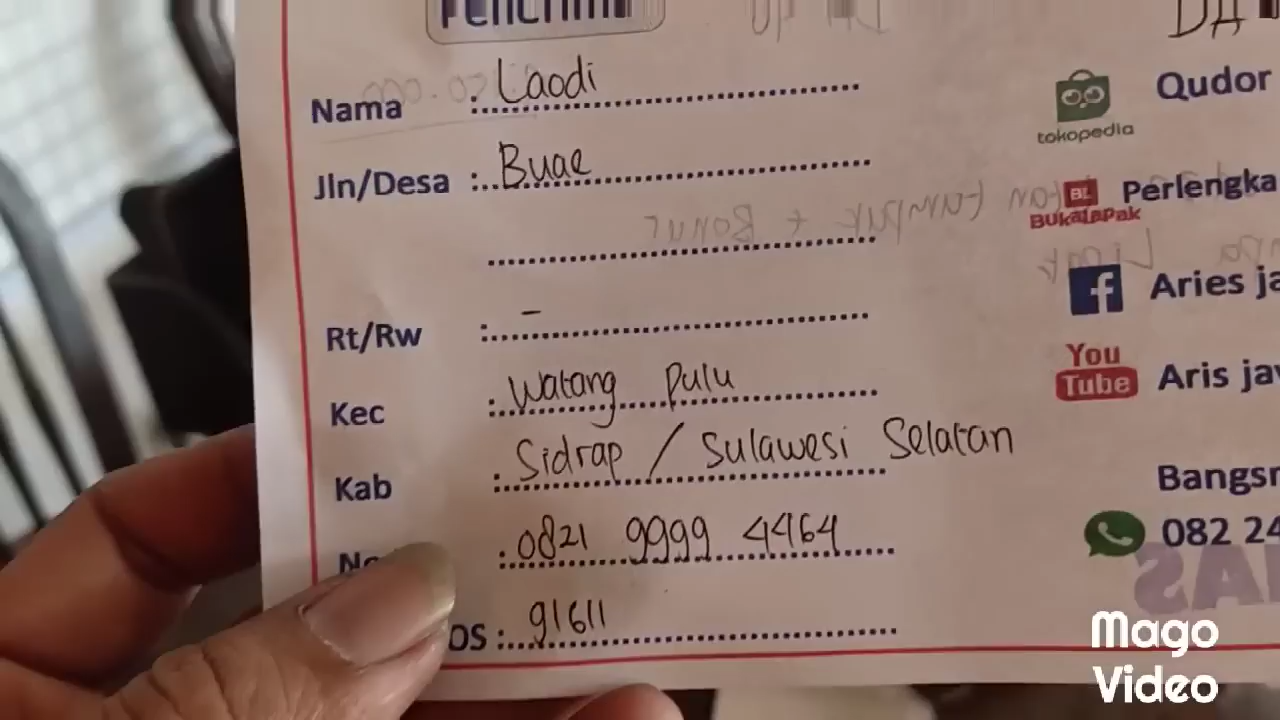 Nama : Laodi
Jln/Desa : Buae
Rt/Rw : -
Kec : Watang Pulu
Kab : Sidrap / Sulawesi Selatan
: 0821 9999 4464
OS : 91611
tokopedia Qudor
BL BUKALAPAK Perlengka
f Aries ja
You Tube Aris jav
Bangsr
082 24
Mago
Video